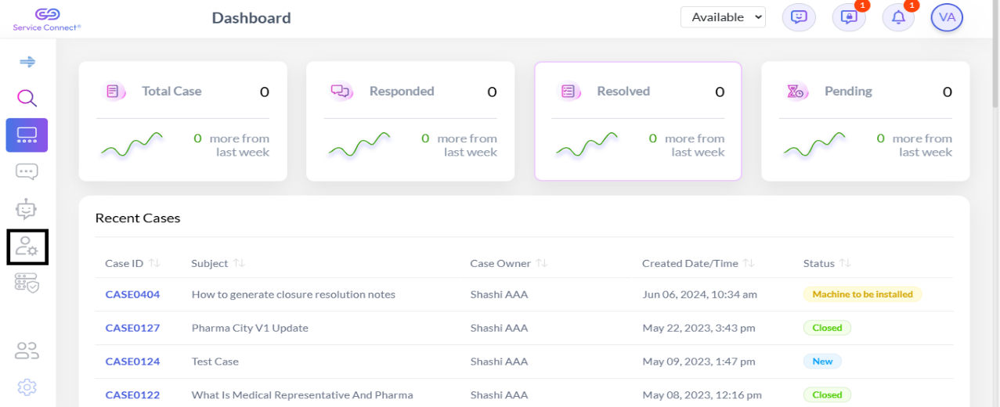 Service Connect®
Dashboard
Available
1
1
VA
Total Case 0
0 more from
last week
Responded 0
0 more from
last week
Resolved 0
0 more from
last week
Pending 0
0 more from
last week
Recent Cases
Case ID Subject Case Owner Created Date/Time Status
CASE0404 How to generate closure resolution notes Shashi AAA Jun 06, 2024, 10:34 am Machine to be installed
CASE0127 Pharma City V1 Update Shashi AAA May 22, 2023, 3:43 pm Closed
CASE0124 Test Case Shashi AAA May 09, 2023, 1:47 pm New
CASE0122 What Is Medical Representative And Pharma Shashi AAA May 08, 2023, 12:16 pm Closed